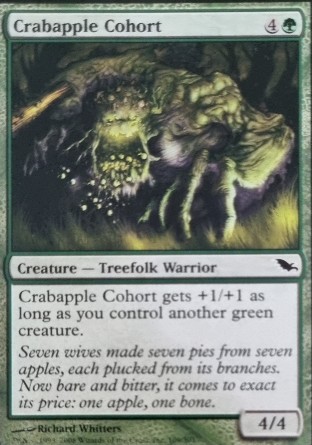 Crabapple Cohort 4
Creature — Treefolk Warrior
Crabapple Cohort gets +1/+1 as
long as you control another green
creature.
Seven wives made seven pies from seven
apples, each plucked from its branches.
Now bare and bitter, it comes to exact
its price: one apple, one bone.
Richard Whitters
4/4